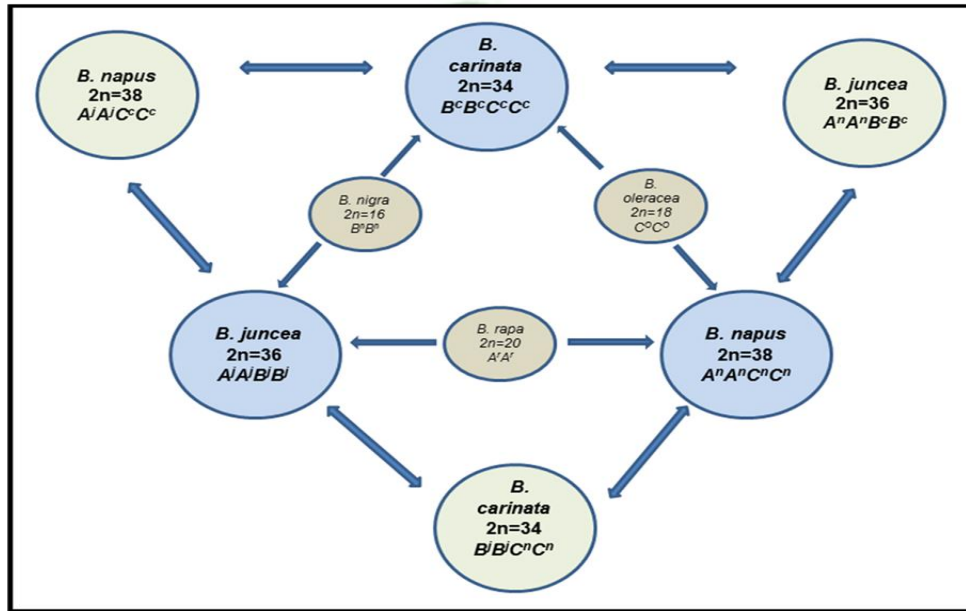 B. napus
2n=38
AʲAʲCᶜCᶜ
B.
carinata
2n=34
BᶜBᶜCᶜCᶜ
B. juncea
2n=36
AⁿAⁿBᶜBᶜ
B. nigra
2n=16
BⁿBⁿ
B.
oleracea
2n=18
CᴼCᴼ
B. juncea
2n=36
AʲAʲBʲBʲ
B. rapa
2n=20
AʳAʳ
B. napus
2n=38
AⁿAⁿCⁿCⁿ
B.
carinata
2n=34
BʲBʲCⁿCⁿ